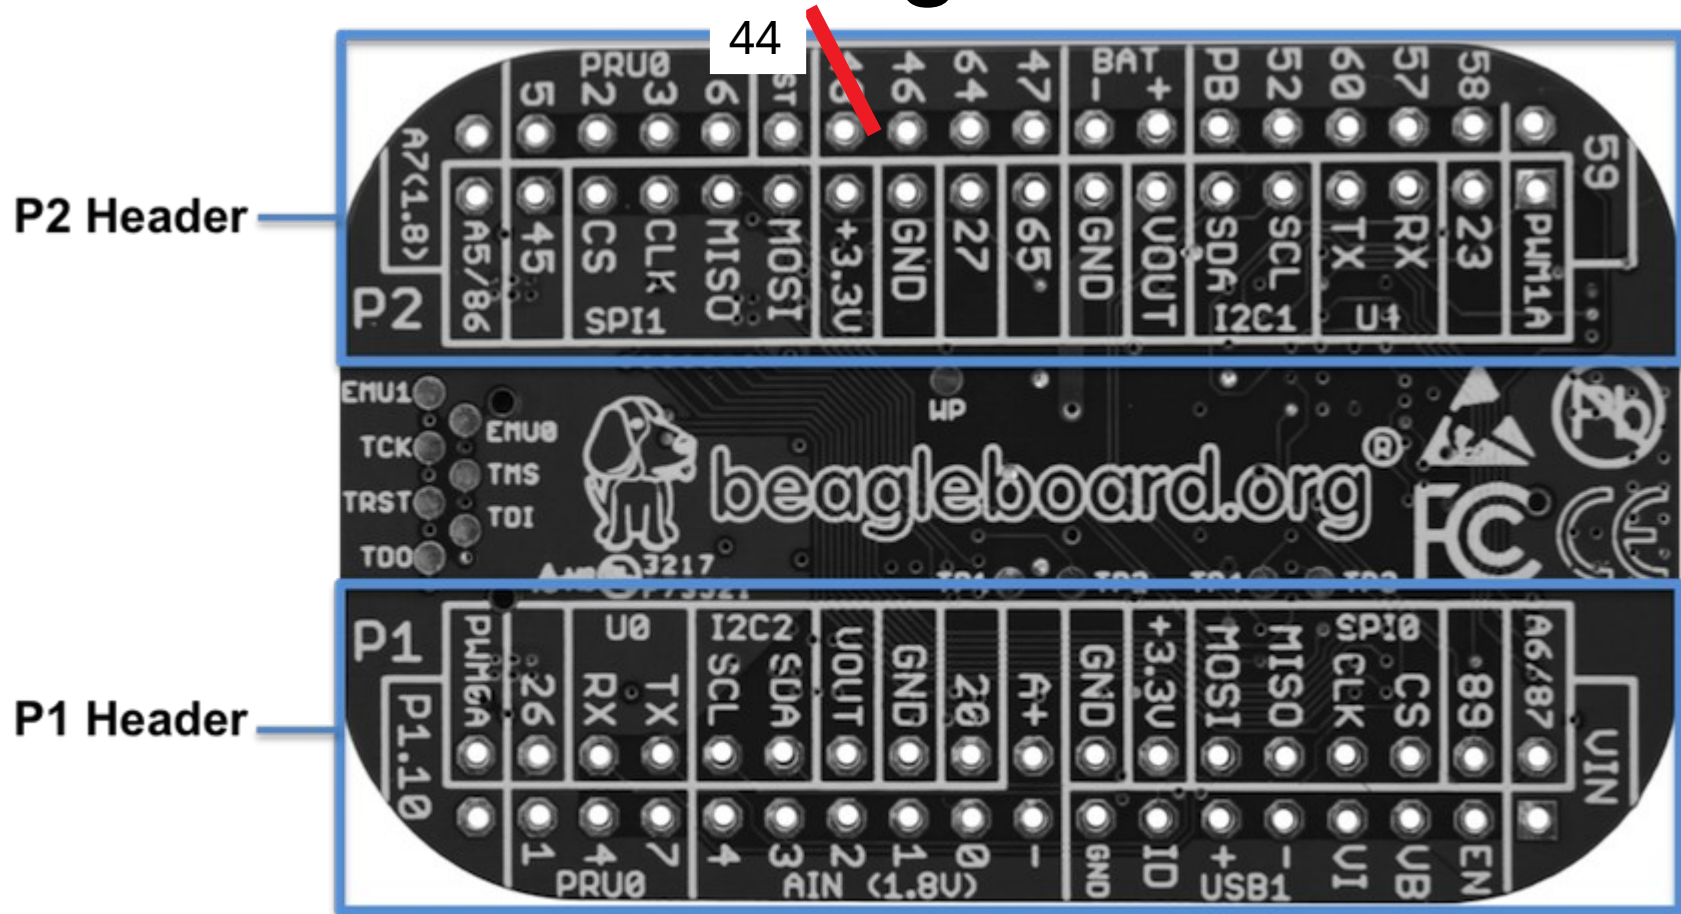 44
PRU0
BAT
5
2
3
6
ST
46
64
47
-
+
PB
52
60
57
58
A7(1.8)
59
P2 Header
A5/86
45
CS
CLK
MISO
MOSI
+3.3V
GND
27
65
GND
VOUT
SDA
SCL
TX
RX
23
PWM1A
P2
SPI1
I2C1
U4
EMU1
EMU0
TCK
TMS
TRST
TDI
TDO
WP
beagleboard.org®
Pb
FC
CE
3217
P1
U0
I2C2
SPI0
PWM0A
26
RX
TX
SCL
SDA
VOUT
GND
20
A+
GND
+3.3V
MOSI
MISO
CLK
CS
89
A6/87
P1 Header
P1.10
VIN
1
4
7
4
3
2
1
0
-
GND
ID
+
-
VI
VB
EN
PRU0
AIN (1.8V)
USB1